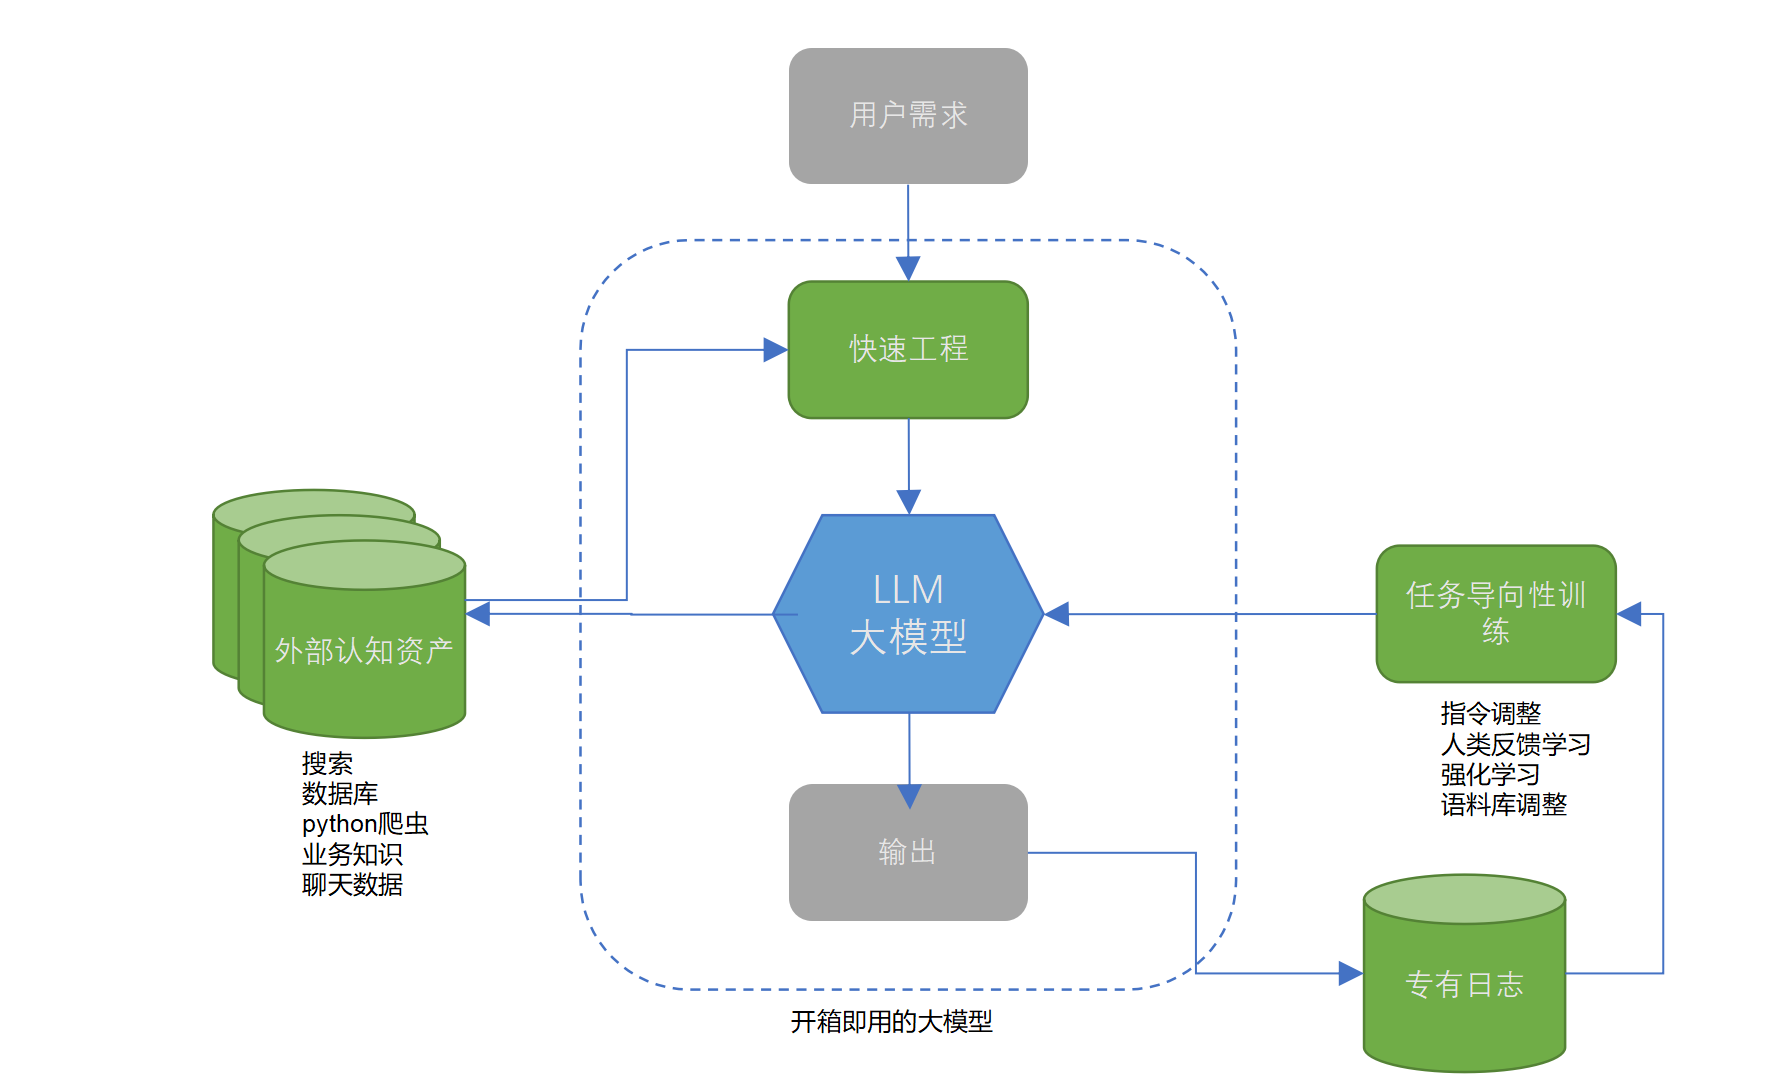 用户需求
快速工程
LLM
大模型
外部认知资产
搜索
数据库
python爬虫
业务知识
聊天数据
任务导向性训
练
指令调整
人类反馈学习
强化学习
语料库调整
输出
专有日志
开箱即用的大模型